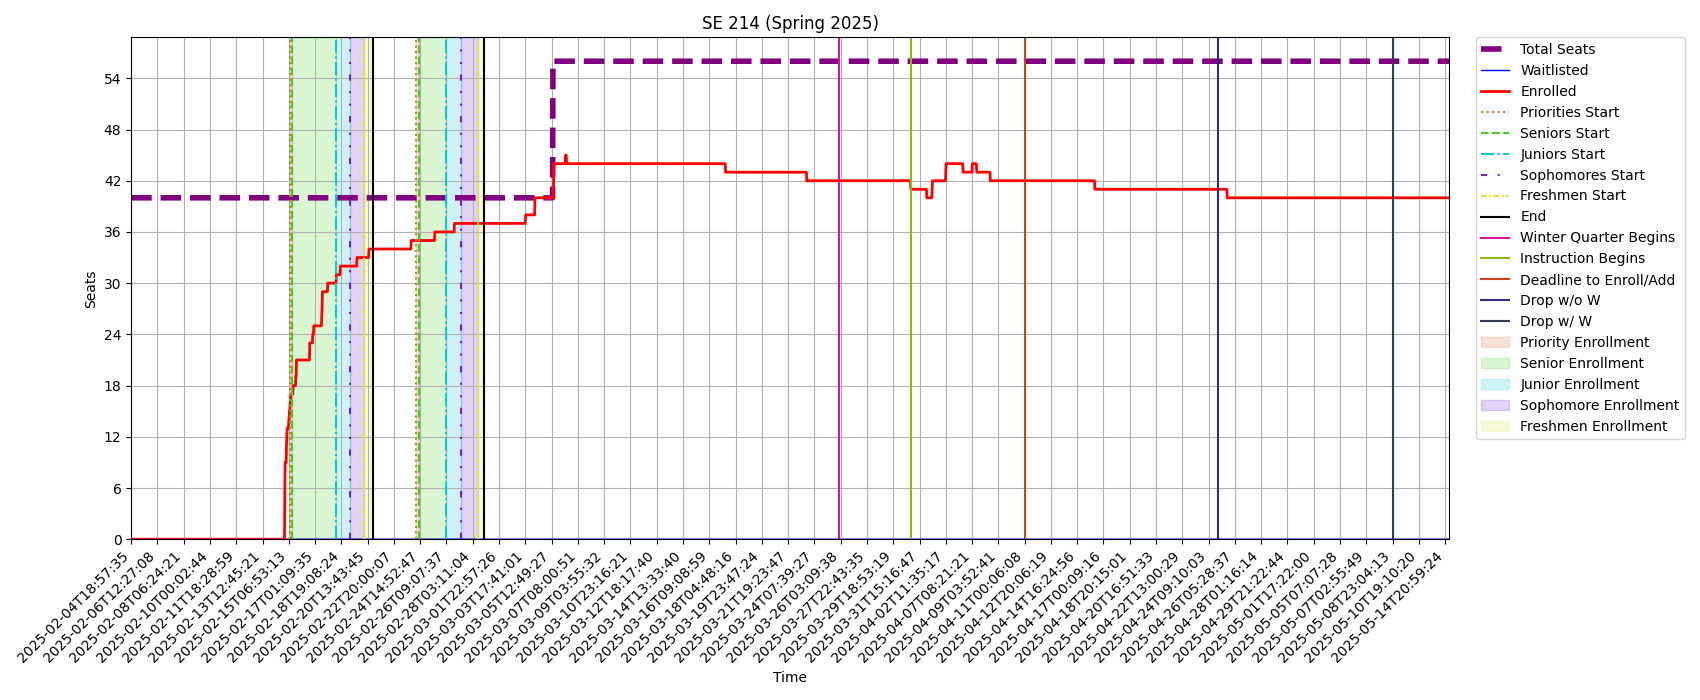 SE 214 (Spring 2025)
Seats
54
48
42
36
30
24
18
12
6
0
2025-02-04T18:57:35
2025-02-06T12:27:08
2025-02-08T06:24:21
2025-02-10T00:02:44
2025-02-11T18:28:59
2025-02-13T12:45:21
2025-02-15T06:53:13
2025-02-17T01:09:35
2025-02-18T19:08:24
2025-02-20T13:43:45
2025-02-22T20:00:07
2025-02-24T14:52:47
2025-02-26T09:07:37
2025-02-28T03:11:04
2025-03-01T22:57:26
2025-03-03T17:41:01
2025-03-05T12:49:27
2025-03-07T08:00:51
2025-03-09T03:55:32
2025-03-10T23:16:21
2025-03-12T18:17:40
2025-03-14T13:33:40
2025-03-16T09:08:59
2025-03-18T04:48:16
2025-03-19T23:47:24
2025-03-21T19:23:47
2025-03-24T07:39:27
2025-03-26T03:09:38
2025-03-27T22:43:35
2025-03-29T18:53:19
2025-03-31T15:16:47
2025-04-02T11:35:17
2025-04-07T08:21:21
2025-04-09T03:52:41
2025-04-11T00:06:08
2025-04-12T20:06:19
2025-04-14T16:24:56
2025-04-17T00:09:16
2025-04-18T20:15:01
2025-04-20T16:51:33
2025-04-22T13:00:29
2025-04-24T09:10:03
2025-04-26T05:28:37
2025-04-28T01:16:14
2025-04-29T21:22:44
2025-05-01T17:22:00
2025-05-05T07:07:28
2025-05-07T02:55:49
2025-05-08T23:04:13
2025-05-10T19:10:20
2025-05-14T20:59:24
Time
Total Seats
Waitlisted
Enrolled
Priorities Start
Seniors Start
Juniors Start
Sophomores Start
Freshmen Start
End
Winter Quarter Begins
Instruction Begins
Deadline to Enroll/Add
Drop w/o W
Drop w/ W
Priority Enrollment
Senior Enrollment
Junior Enrollment
Sophomore Enrollment
Freshmen Enrollment